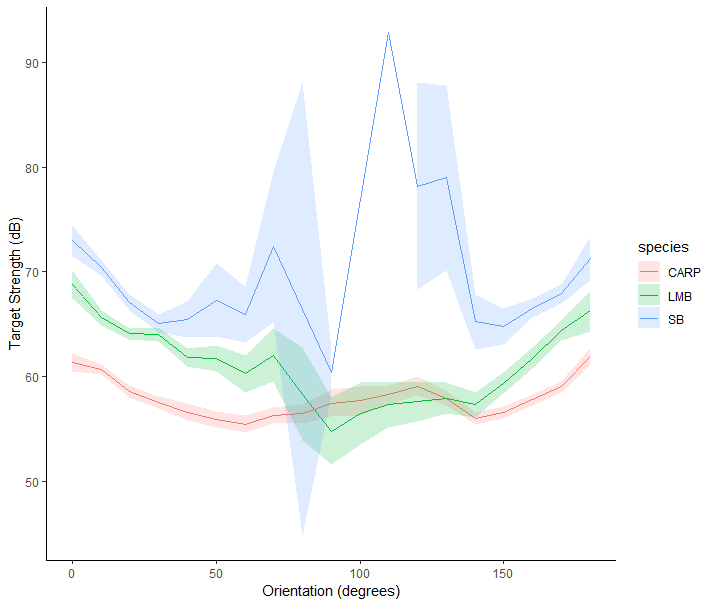 Target Strength (dB)
90
80
70
60
50
0
50
100
150
Orientation (degrees)
species
CARP
LMB
SB